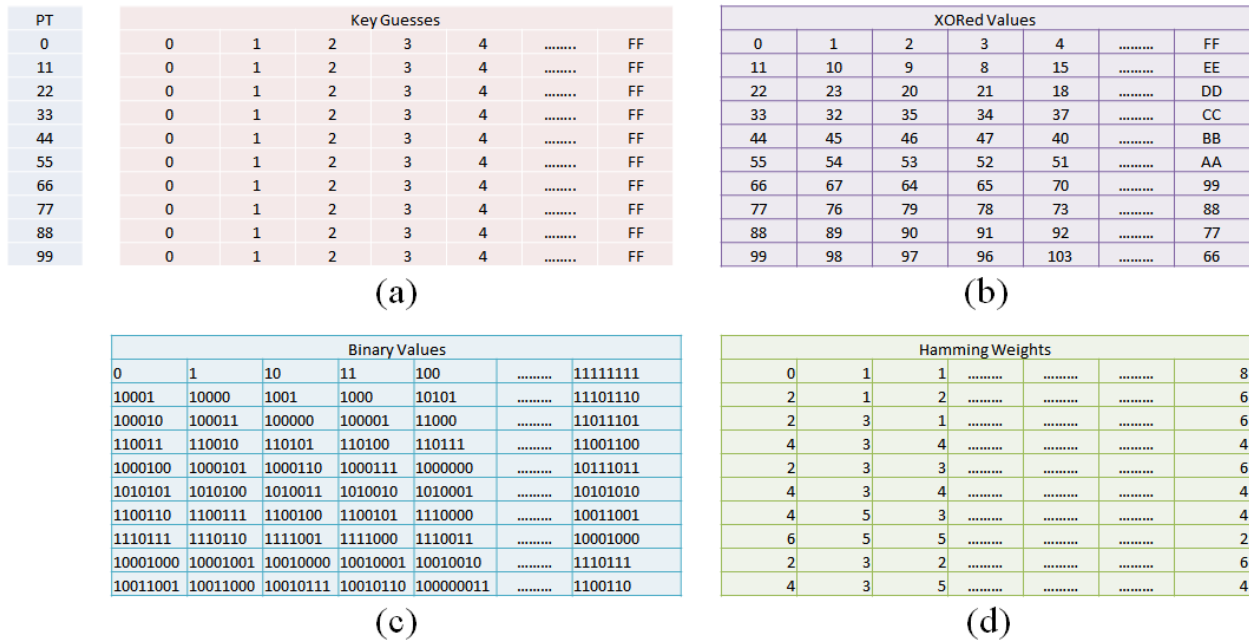 PT Key Guesses
0 0 1 2 3 4 …….. FF
11 0 1 2 3 4 …….. FF
22 0 1 2 3 4 …….. FF
33 0 1 2 3 4 …….. FF
44 0 1 2 3 4 …….. FF
55 0 1 2 3 4 …….. FF
66 0 1 2 3 4 …….. FF
77 0 1 2 3 4 …….. FF
88 0 1 2 3 4 …….. FF
99 0 1 2 3 4 …….. FF
(a)
XORed Values
0 1 2 3 4 ……… FF
11 10 9 8 15 ……… EE
22 23 20 21 18 ……… DD
33 32 35 34 37 ……… CC
44 45 46 47 40 ……… BB
55 54 53 52 51 ……… AA
66 67 64 65 70 ……… 99
77 76 79 78 73 ……… 88
88 89 90 91 92 ……… 77
99 98 97 96 103 ……… 66
(b)
Binary Values
0 1 10 11 100 ……… 11111111
10001 10000 1001 1000 10101 ……… 11101110
100010 100011 100000 100001 11000 ……… 11011101
110011 110010 110101 110100 110111 ……… 11001100
1000100 1000101 1000110 1000111 1000000 ……… 10111011
1010101 1010100 1010011 1010010 1010001 ……… 10101010
1100110 1100111 1100100 1100101 1110000 ……… 10011001
1110111 1110110 1111001 1111000 1110011 ……… 10001000
10001000 10001001 10010000 10010001 10010010 ……… 1110111
10011001 10011000 10010111 10010110 100000011 ……… 1100110
(c)
Hamming Weights
0 1 1 ……… ……… ……… 8
2 1 2 ……… ……… ……… 6
2 3 1 ……… ……… ……… 6
4 3 4 ……… ……… ……… 4
2 3 3 ……… ……… ……… 6
4 3 4 ……… ……… ……… 4
4 5 3 ……… ……… ……… 4
6 5 5 ……… ……… ……… 2
2 3 2 ……… ……… ……… 6
4 3 5 ……… ……… ……… 4
(d)